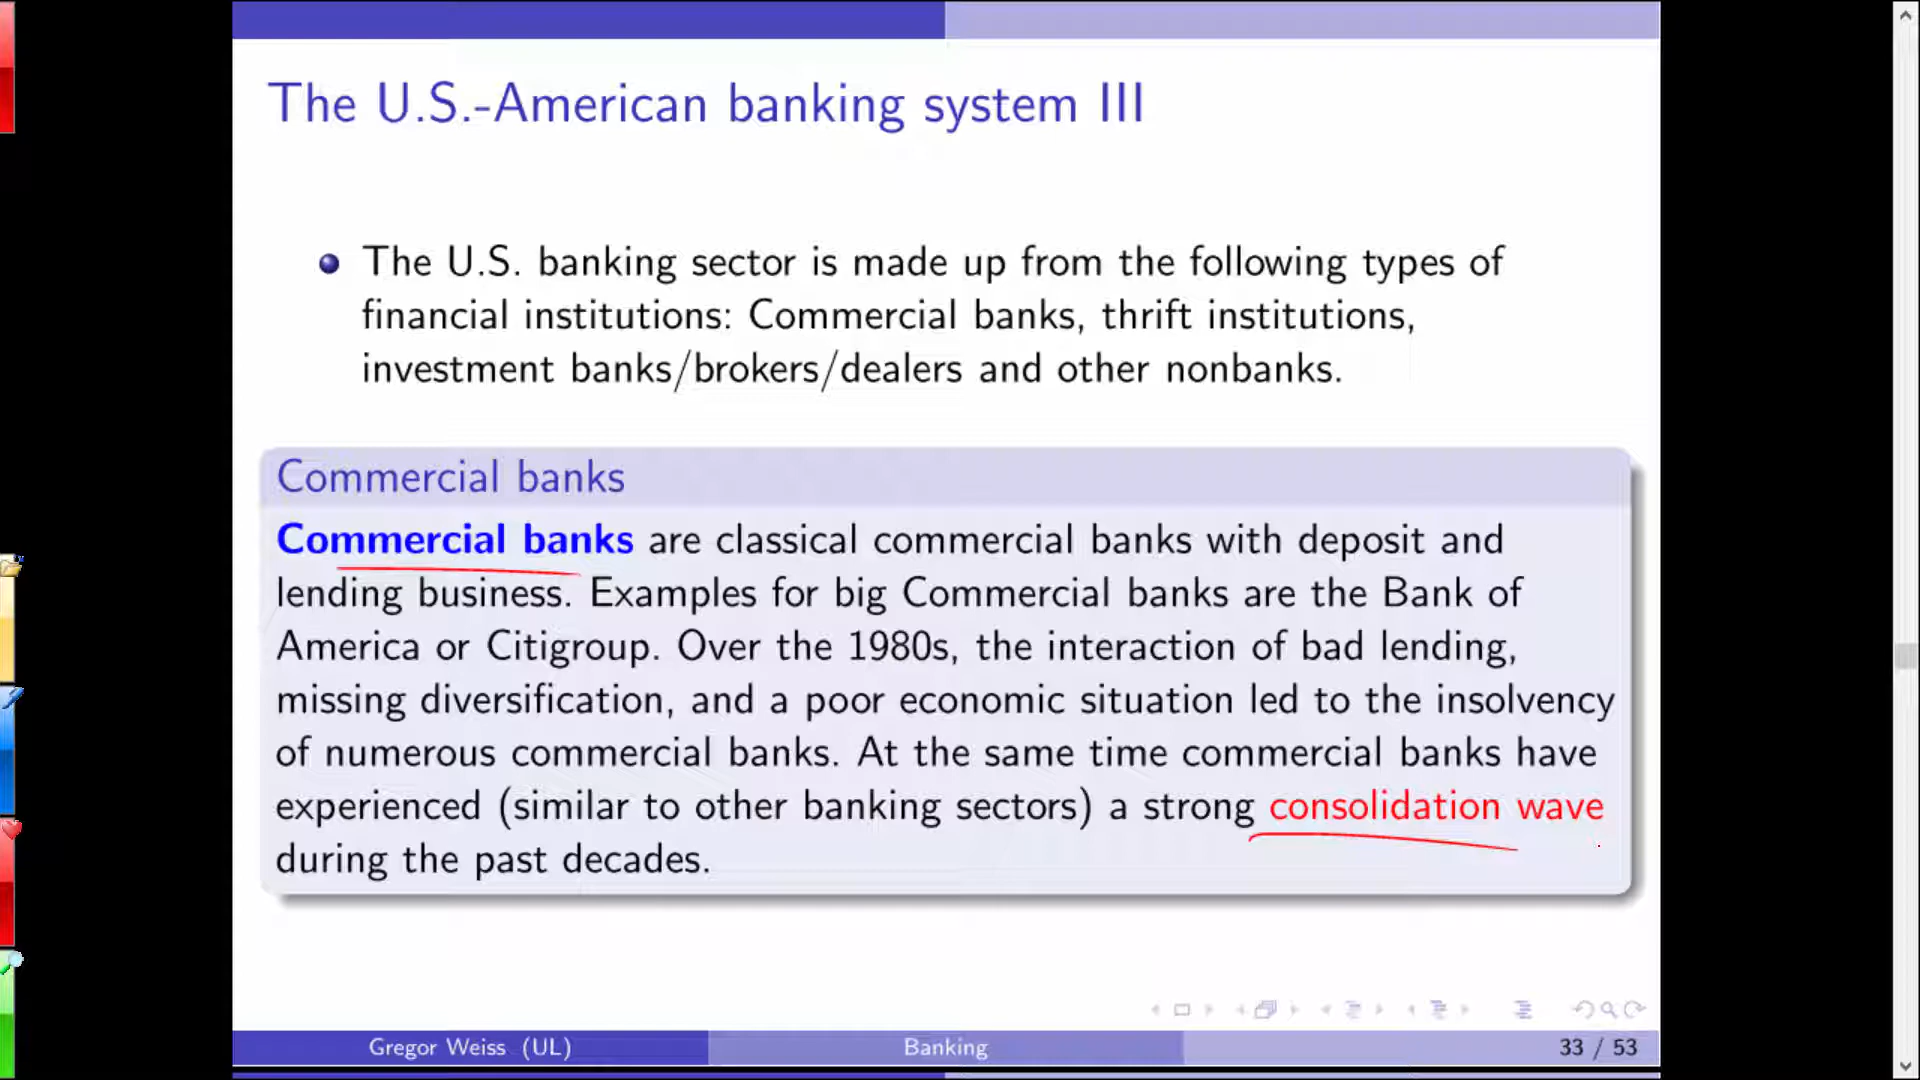 The U.S.-American banking system III
The U.S. banking sector is made up from the following types of
financial institutions: Commercial banks, thrift institutions,
investment banks/brokers/dealers and other nonbanks.
Commercial banks
Commercial banks are classical commercial banks with deposit and
lending business. Examples for big Commercial banks are the Bank of
America or Citigroup. Over the 1980s, the interaction of bad lending,
missing diversification, and a poor economic situation led to the insolvency
of numerous commercial banks. At the same time commercial banks have
experienced (similar to other banking sectors) a strong consolidation wave
during the past decades.
Gregor Weiss (UL) Banking 33 / 53